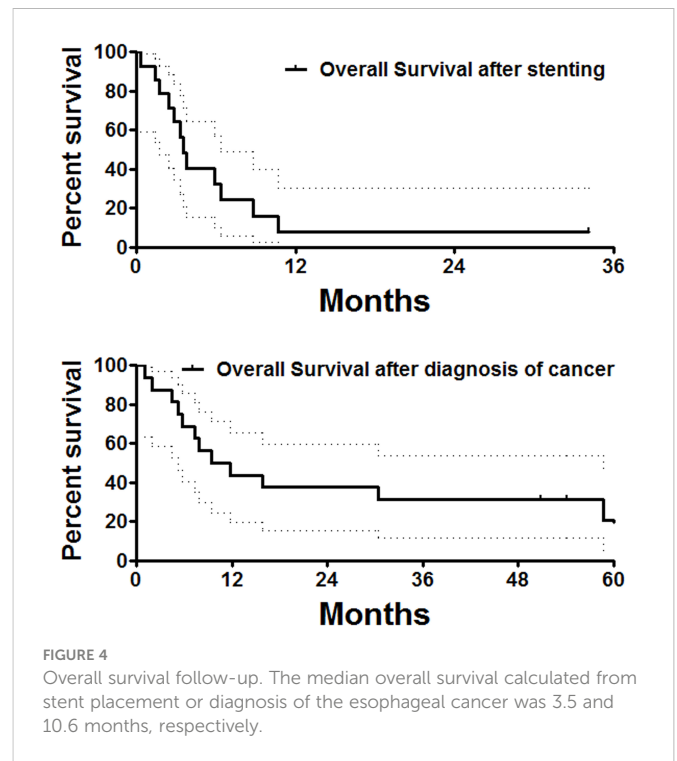 100
80
60
40
20
0
Percent survival
Overall Survival after stenting
0 12 24 36
Months
100
80
60
40
20
0
Percent survival
Overall Survival after diagnosis of cancer
0 12 24 36 48 60
Months
FIGURE 4
Overall survival follow-up. The median overall survival calculated from
stent placement or diagnosis of the esophageal cancer was 3.5 and
10.6 months, respectively.